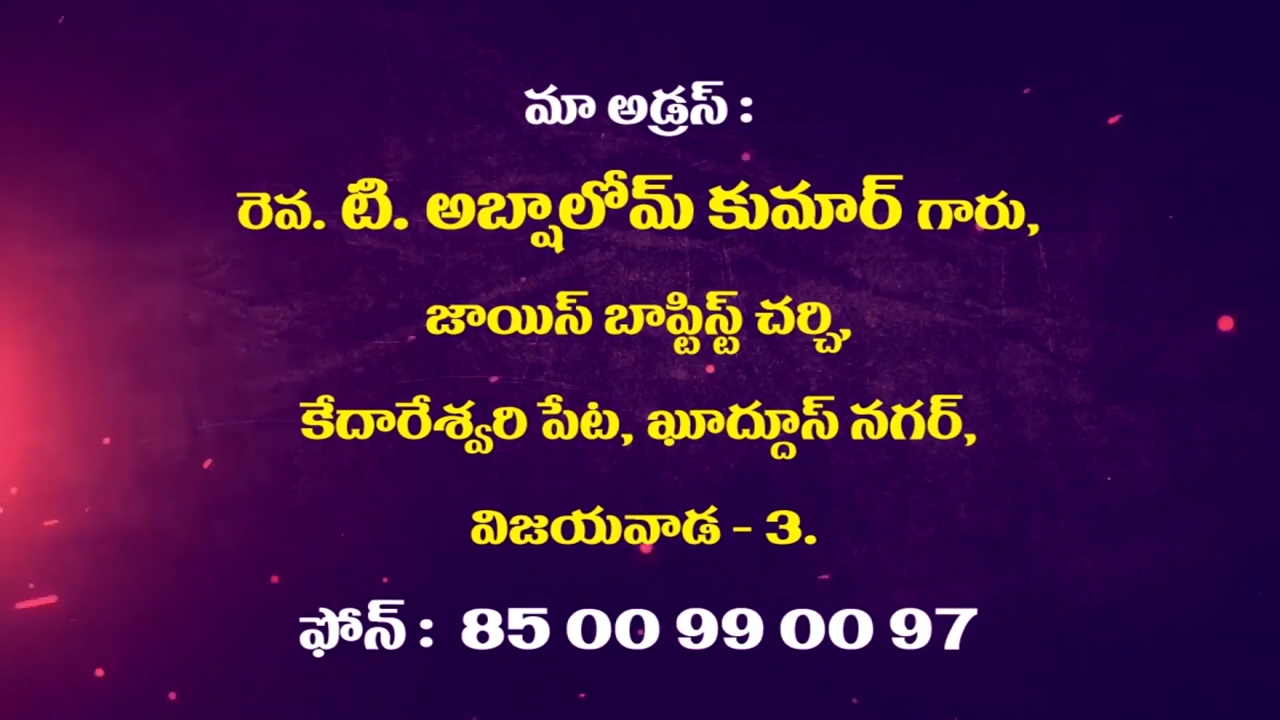 మా అడ్రస్ :
రెవ. టి. అబ్షాలోమ్ కుమార్ గారు,
జాయిస్ బాప్టిస్ట్ చర్చి,
కేదారేశ్వరి పేట, ఖూద్దూస్ నగర్,
విజయవాడ - 3.
ఫోన్ : 85 00 99 00 97